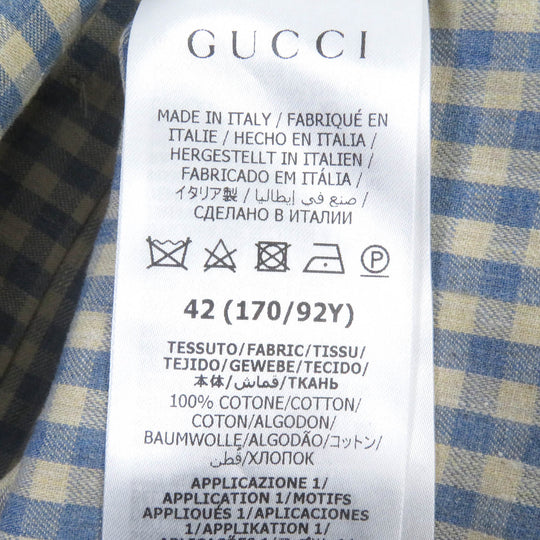 GUCCI
MADE IN ITALY / FABRIQUÉ EN
ITALIE / HECHO EN ITALIA /
HERGESTELLT IN ITALIEN /
FABRICADO EM ITÁLIA /
イタリア製 / صنع في إيطاليا /
СДЕЛАНО В ИТАЛИИ
P
42 (170/92Y)
TESSUTO/FABRIC/TISSU/
TEJIDO/GEWEBE/TECIDO/
本体/قماش/ТКАНЬ
100% COTONE/COTTON/
COTON/ALGODON/
BAUMWOLLE/ALGODÃO/コットン/
قُطن/ХЛОПОК
APPLICAZIONE 1/
APPLICATION 1/MOTIFS
APPLIQUÉS 1/APLICACIONES
1/APPLIKATION 1/